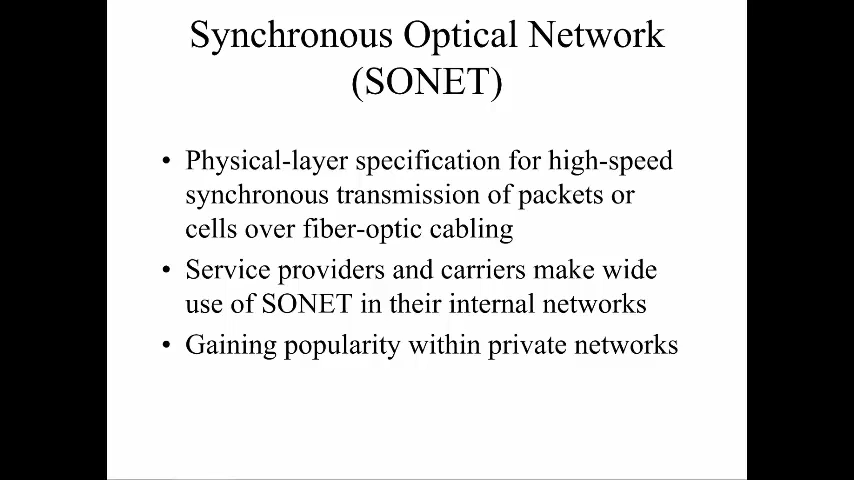 Synchronous Optical Network
(SONET)
• Physical-layer specification for high-speed
synchronous transmission of packets or
cells over fiber-optic cabling
• Service providers and carriers make wide
use of SONET in their internal networks
• Gaining popularity within private networks